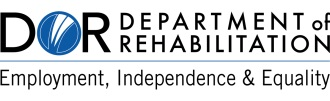 DOR DEPARTMENT of
REHABILITATION
Employment, Independence & Equality